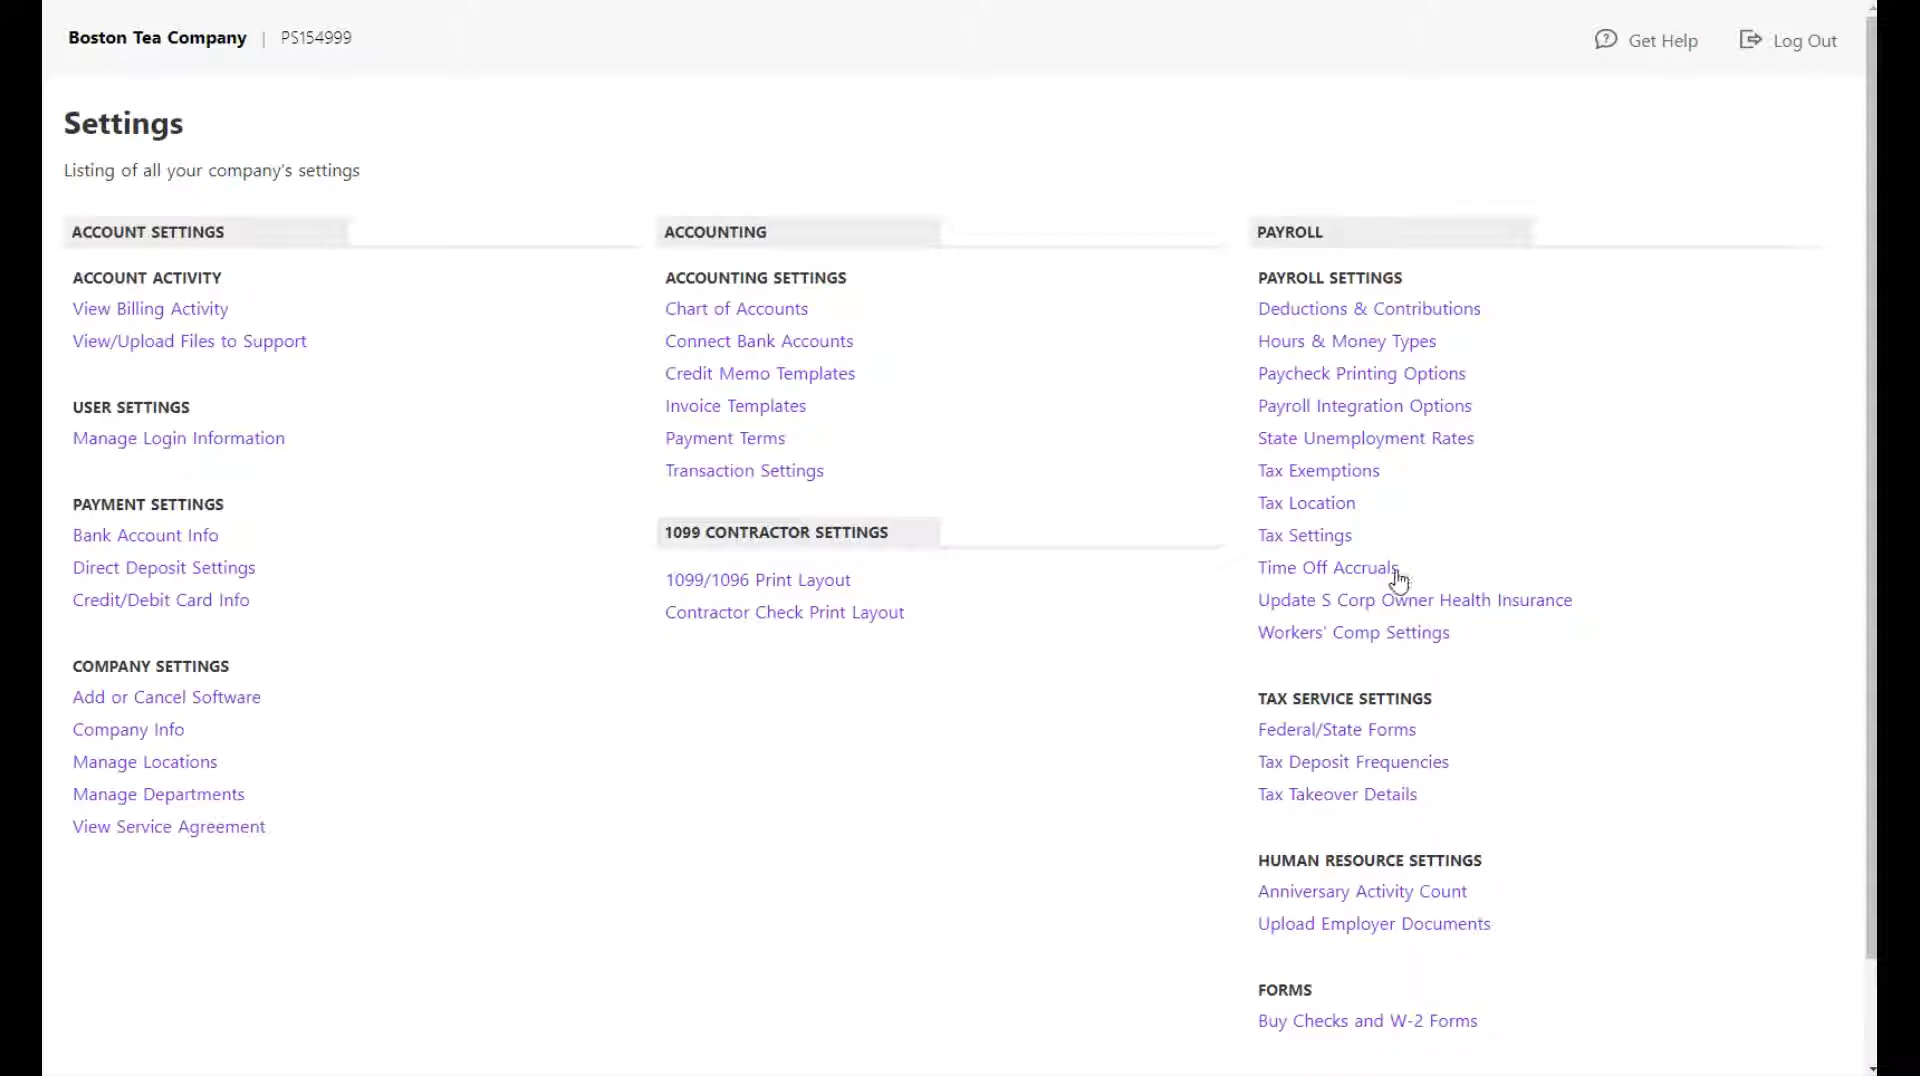 Boston Tea Company | PS154999
Get Help
Log Out
Settings
Listing of all your company's settings
ACCOUNT SETTINGS
ACCOUNT ACTIVITY
View Billing Activity
View/Upload Files to Support
USER SETTINGS
Manage Login Information
PAYMENT SETTINGS
Bank Account Info
Direct Deposit Settings
Credit/Debit Card Info
COMPANY SETTINGS
Add or Cancel Software
Company Info
Manage Locations
Manage Departments
View Service Agreement
ACCOUNTING
ACCOUNTING SETTINGS
Chart of Accounts
Connect Bank Accounts
Credit Memo Templates
Invoice Templates
Payment Terms
Transaction Settings
1099 CONTRACTOR SETTINGS
1099/1096 Print Layout
Contractor Check Print Layout
PAYROLL
PAYROLL SETTINGS
Deductions & Contributions
Hours & Money Types
Paycheck Printing Options
Payroll Integration Options
State Unemployment Rates
Tax Exemptions
Tax Location
Tax Settings
Time Off Accruals
Update S Corp Owner Health Insurance
Workers' Comp Settings
TAX SERVICE SETTINGS
Federal/State Forms
Tax Deposit Frequencies
Tax Takeover Details
HUMAN RESOURCE SETTINGS
Anniversary Activity Count
Upload Employer Documents
FORMS
Buy Checks and W-2 Forms